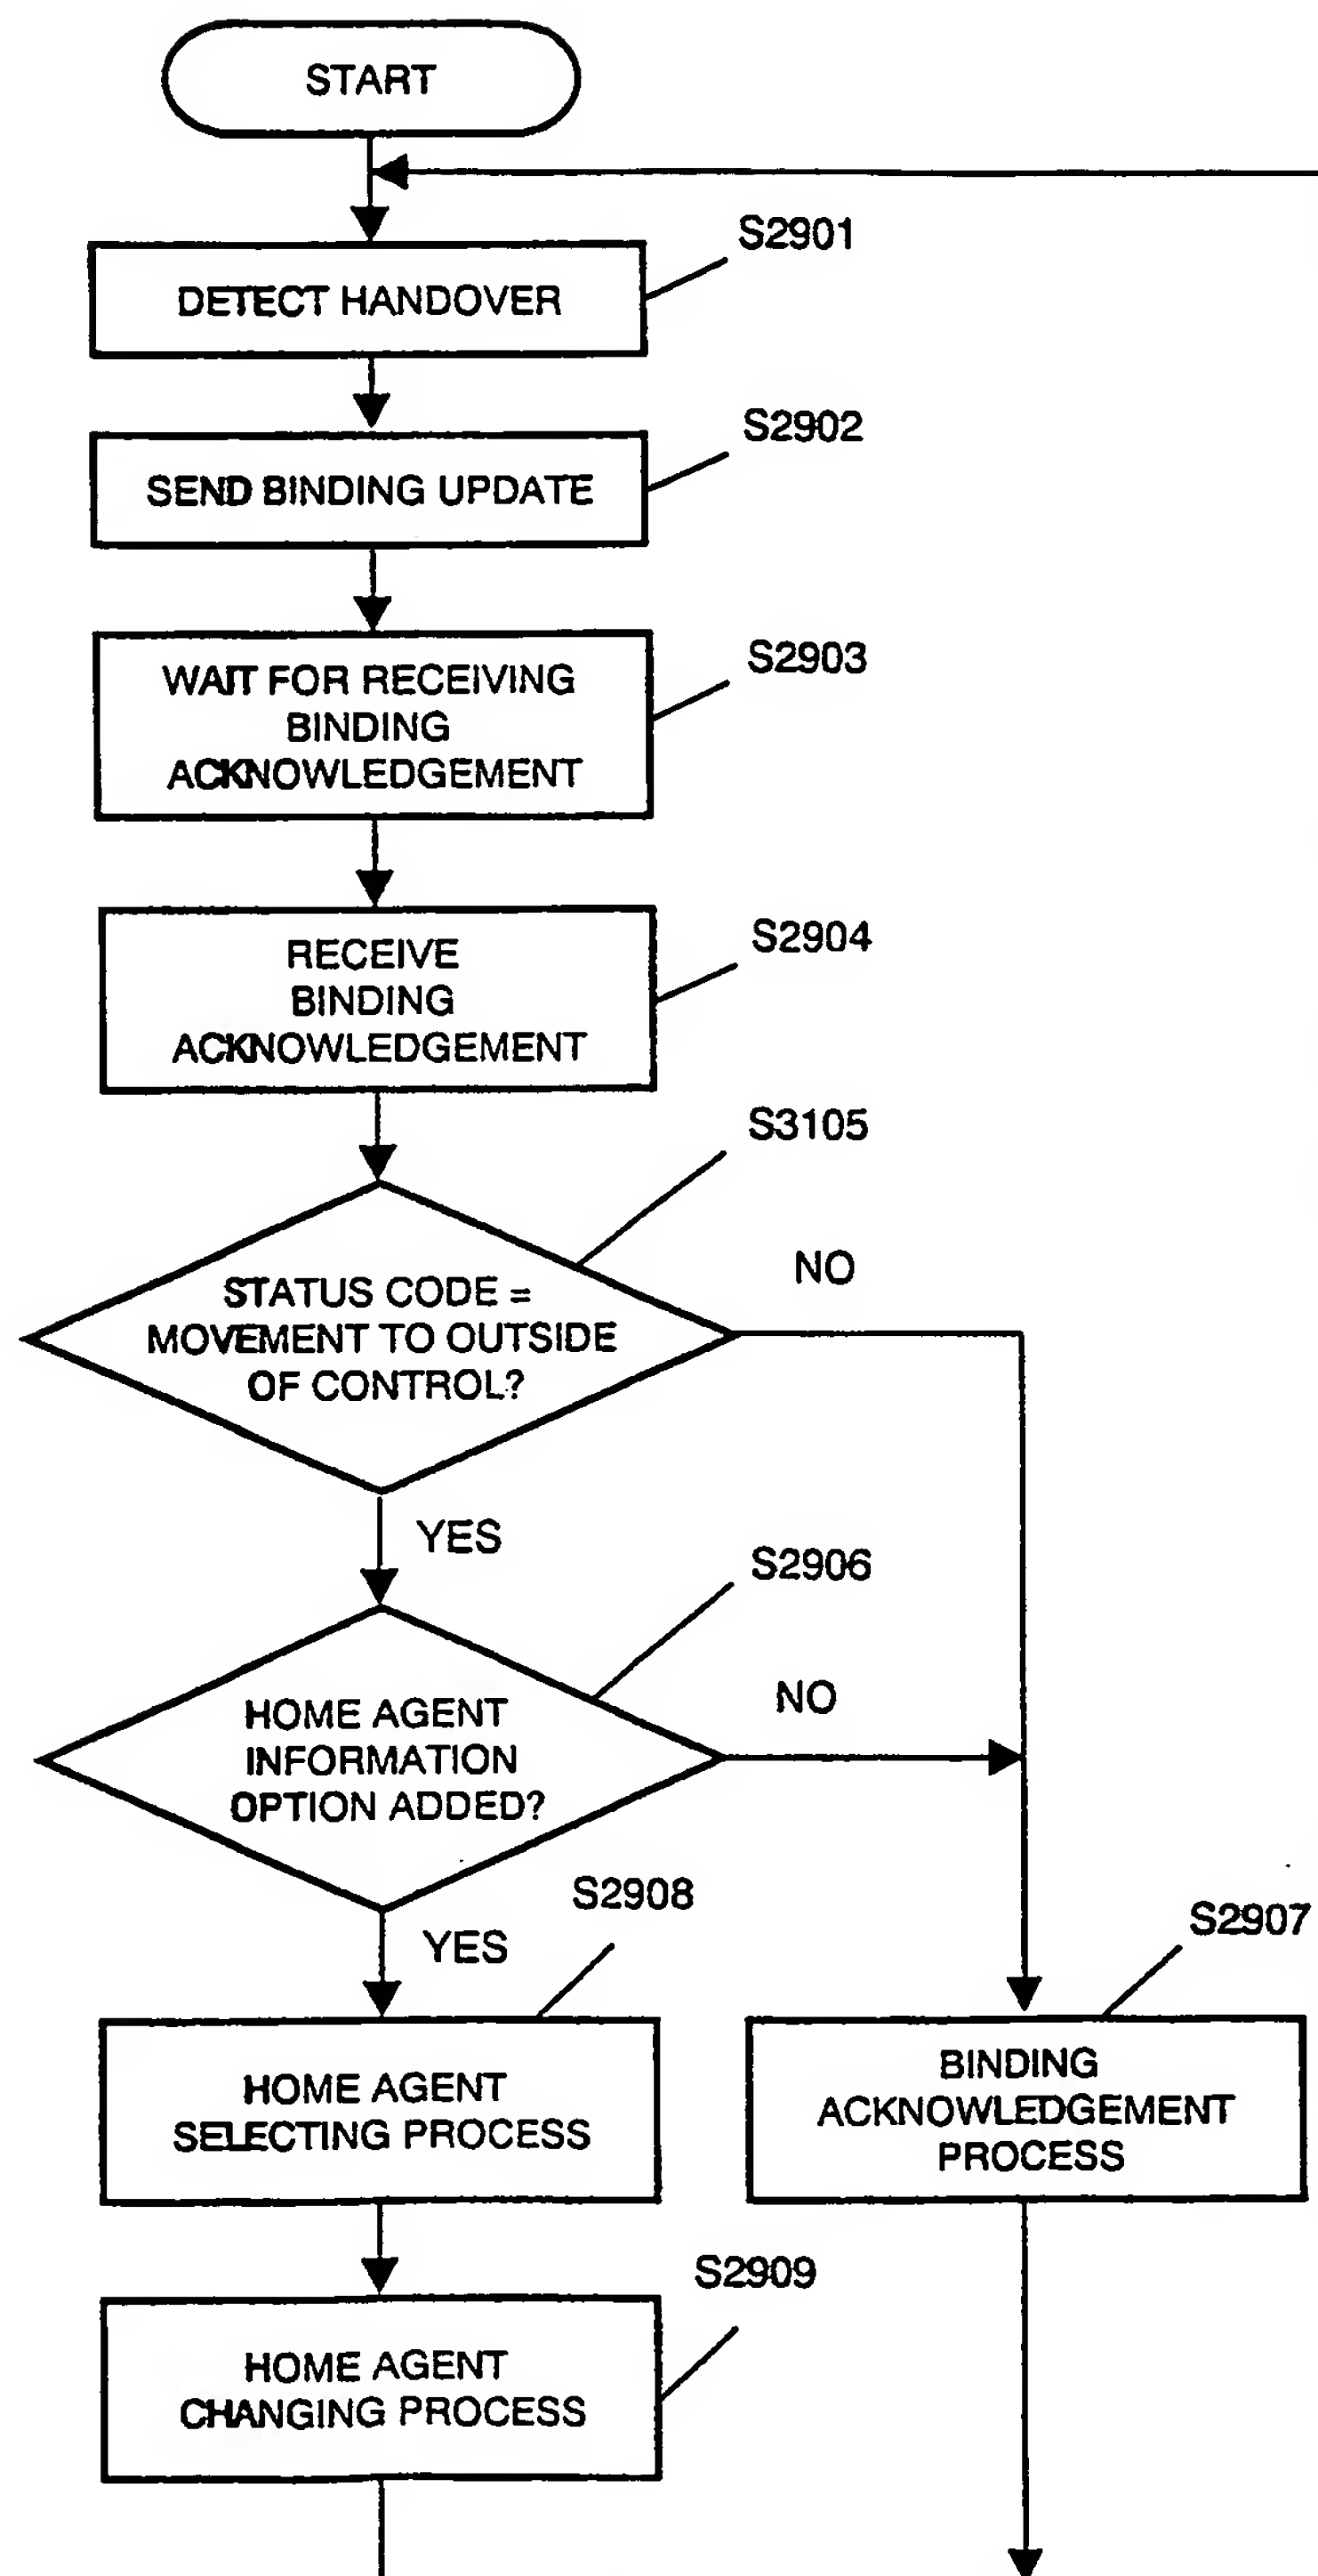 START
S2901
DETECT HANDOVER
S2902
SEND BINDING UPDATE
S2903
WAIT FOR RECEIVING
BINDING
ACKNOWLEDGEMENT
S2904
RECEIVE
BINDING
ACKNOWLEDGEMENT
S3105
NO
STATUS CODE =
MOVEMENT TO OUTSIDE
OF CONTROL?
YES
S2906
NO
HOME AGENT
INFORMATION
OPTION ADDED?
S2908
YES
S2907
HOME AGENT
SELECTING PROCESS
BINDING
ACKNOWLEDGEMENT
PROCESS
S2909
HOME AGENT
CHANGING PROCESS